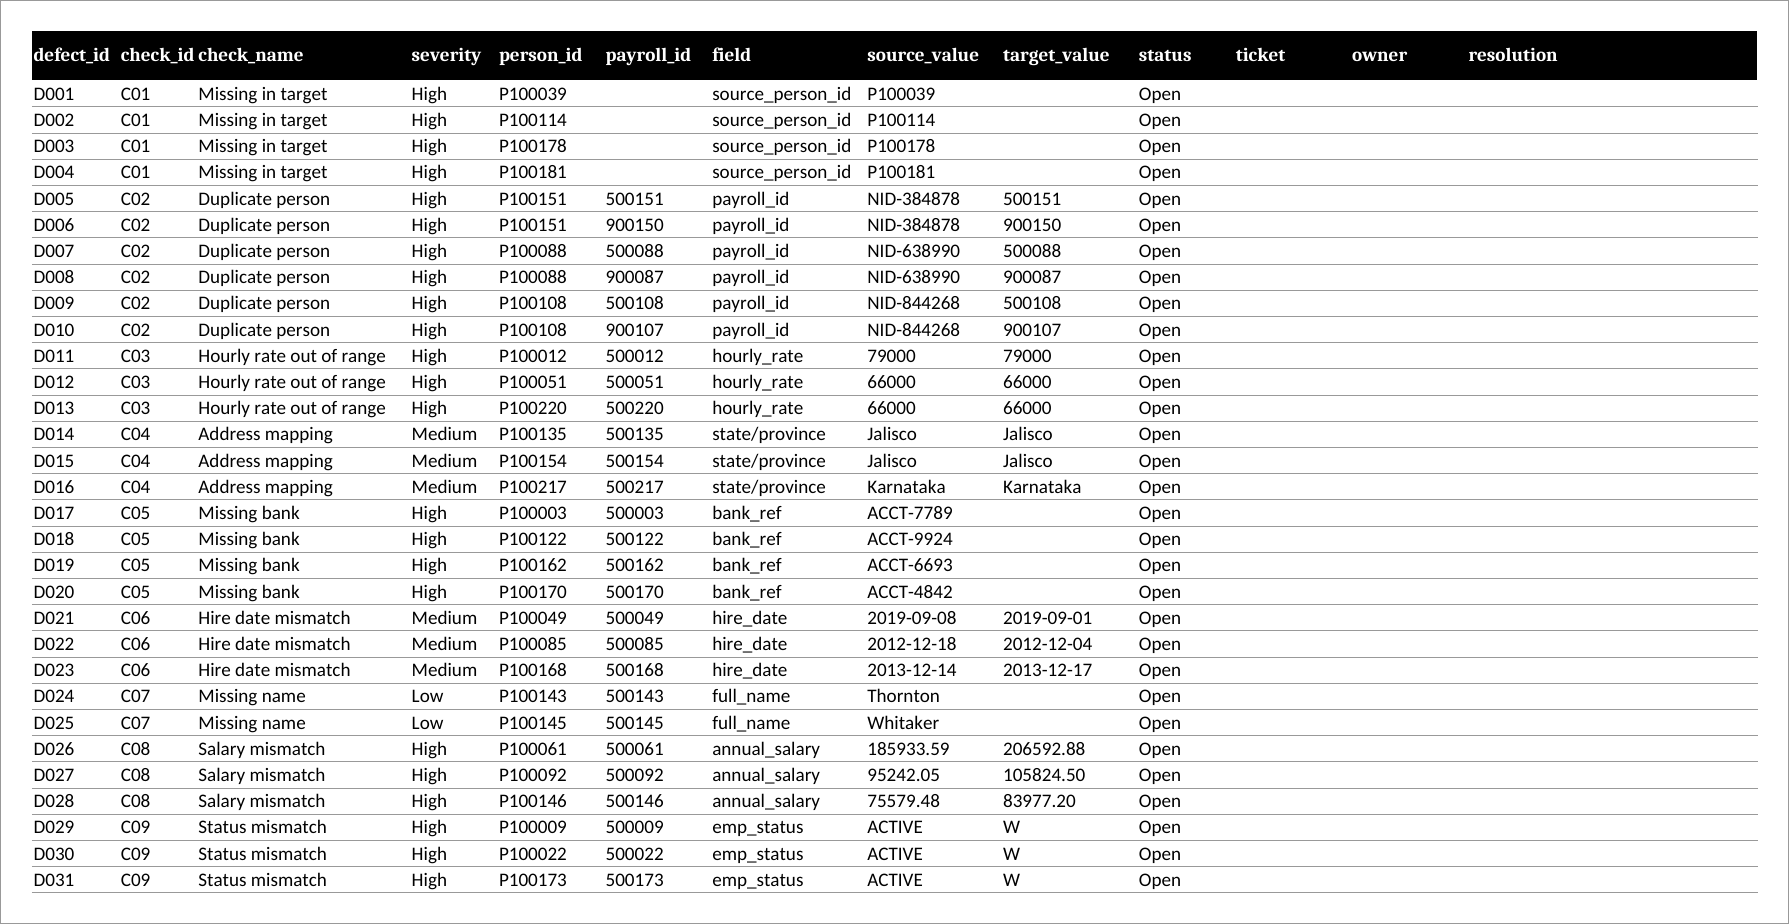 defect_id check_id check_name severity person_id payroll_id field source_value target_value status ticket owner resolution
D001 C01 Missing in target High P100039 source_person_id P100039 Open
D002 C01 Missing in target High P100114 source_person_id P100114 Open
D003 C01 Missing in target High P100178 source_person_id P100178 Open
D004 C01 Missing in target High P100181 source_person_id P100181 Open
D005 C02 Duplicate person High P100151 500151 payroll_id NID-384878 500151 Open
D006 C02 Duplicate person High P100151 900150 payroll_id NID-384878 900150 Open
D007 C02 Duplicate person High P100088 500088 payroll_id NID-638990 500088 Open
D008 C02 Duplicate person High P100088 900087 payroll_id NID-638990 900087 Open
D009 C02 Duplicate person High P100108 500108 payroll_id NID-844268 500108 Open
D010 C02 Duplicate person High P100108 900107 payroll_id NID-844268 900107 Open
D011 C03 Hourly rate out of range High P100012 500012 hourly_rate 79000 79000 Open
D012 C03 Hourly rate out of range High P100051 500051 hourly_rate 66000 66000 Open
D013 C03 Hourly rate out of range High P100220 500220 hourly_rate 66000 66000 Open
D014 C04 Address mapping Medium P100135 500135 state/province Jalisco Jalisco Open
D015 C04 Address mapping Medium P100154 500154 state/province Jalisco Jalisco Open
D016 C04 Address mapping Medium P100217 500217 state/province Karnataka Karnataka Open
D017 C05 Missing bank High P100003 500003 bank_ref ACCT-7789 Open
D018 C05 Missing bank High P100122 500122 bank_ref ACCT-9924 Open
D019 C05 Missing bank High P100162 500162 bank_ref ACCT-6693 Open
D020 C05 Missing bank High P100170 500170 bank_ref ACCT-4842 Open
D021 C06 Hire date mismatch Medium P100049 500049 hire_date 2019-09-08 2019-09-01 Open
D022 C06 Hire date mismatch Medium P100085 500085 hire_date 2012-12-18 2012-12-04 Open
D023 C06 Hire date mismatch Medium P100168 500168 hire_date 2013-12-14 2013-12-17 Open
D024 C07 Missing name Low P100143 500143 full_name Thornton Open
D025 C07 Missing name Low P100145 500145 full_name Whitaker Open
D026 C08 Salary mismatch High P100061 500061 annual_salary 185933.59 206592.88 Open
D027 C08 Salary mismatch High P100092 500092 annual_salary 95242.05 105824.50 Open
D028 C08 Salary mismatch High P100146 500146 annual_salary 75579.48 83977.20 Open
D029 C09 Status mismatch High P100009 500009 emp_status ACTIVE W Open
D030 C09 Status mismatch High P100022 500022 emp_status ACTIVE W Open
D031 C09 Status mismatch High P100173 500173 emp_status ACTIVE W Open